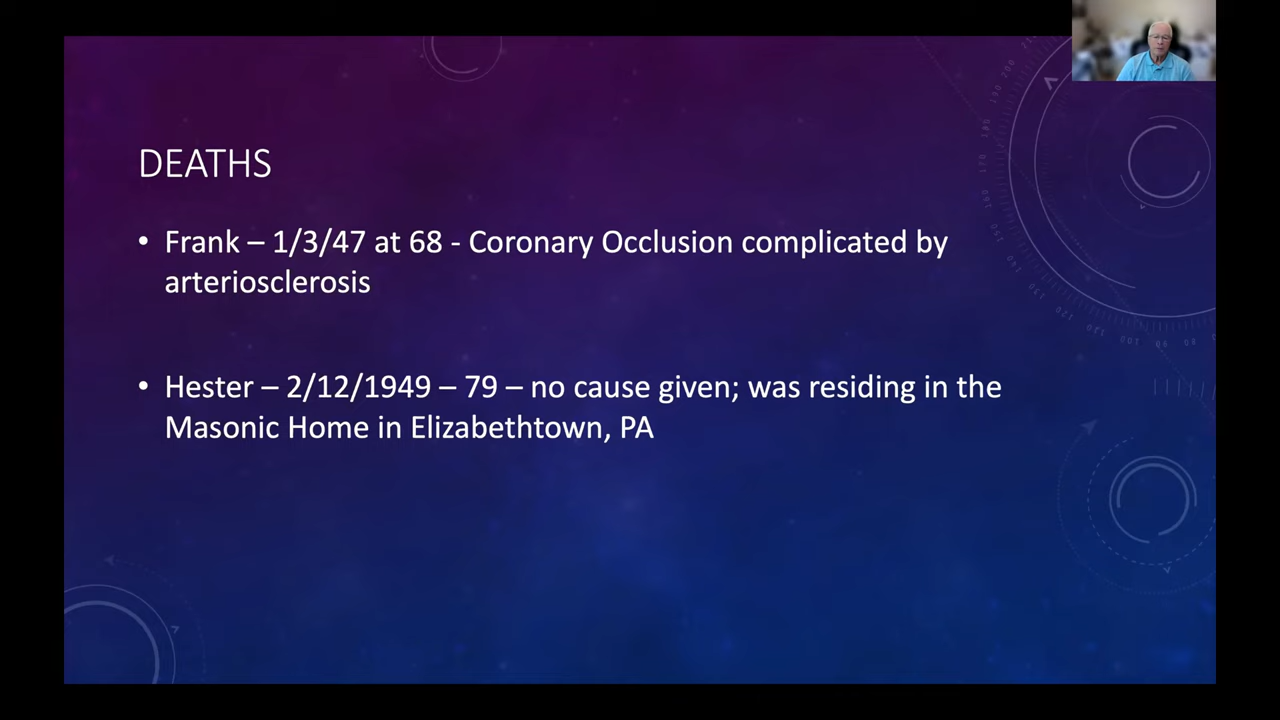 DEATHS
• Frank – 1/3/47 at 68 - Coronary Occlusion complicated by
arteriosclerosis
• Hester – 2/12/1949 – 79 – no cause given; was residing in the
Masonic Home in Elizabethtown, PA